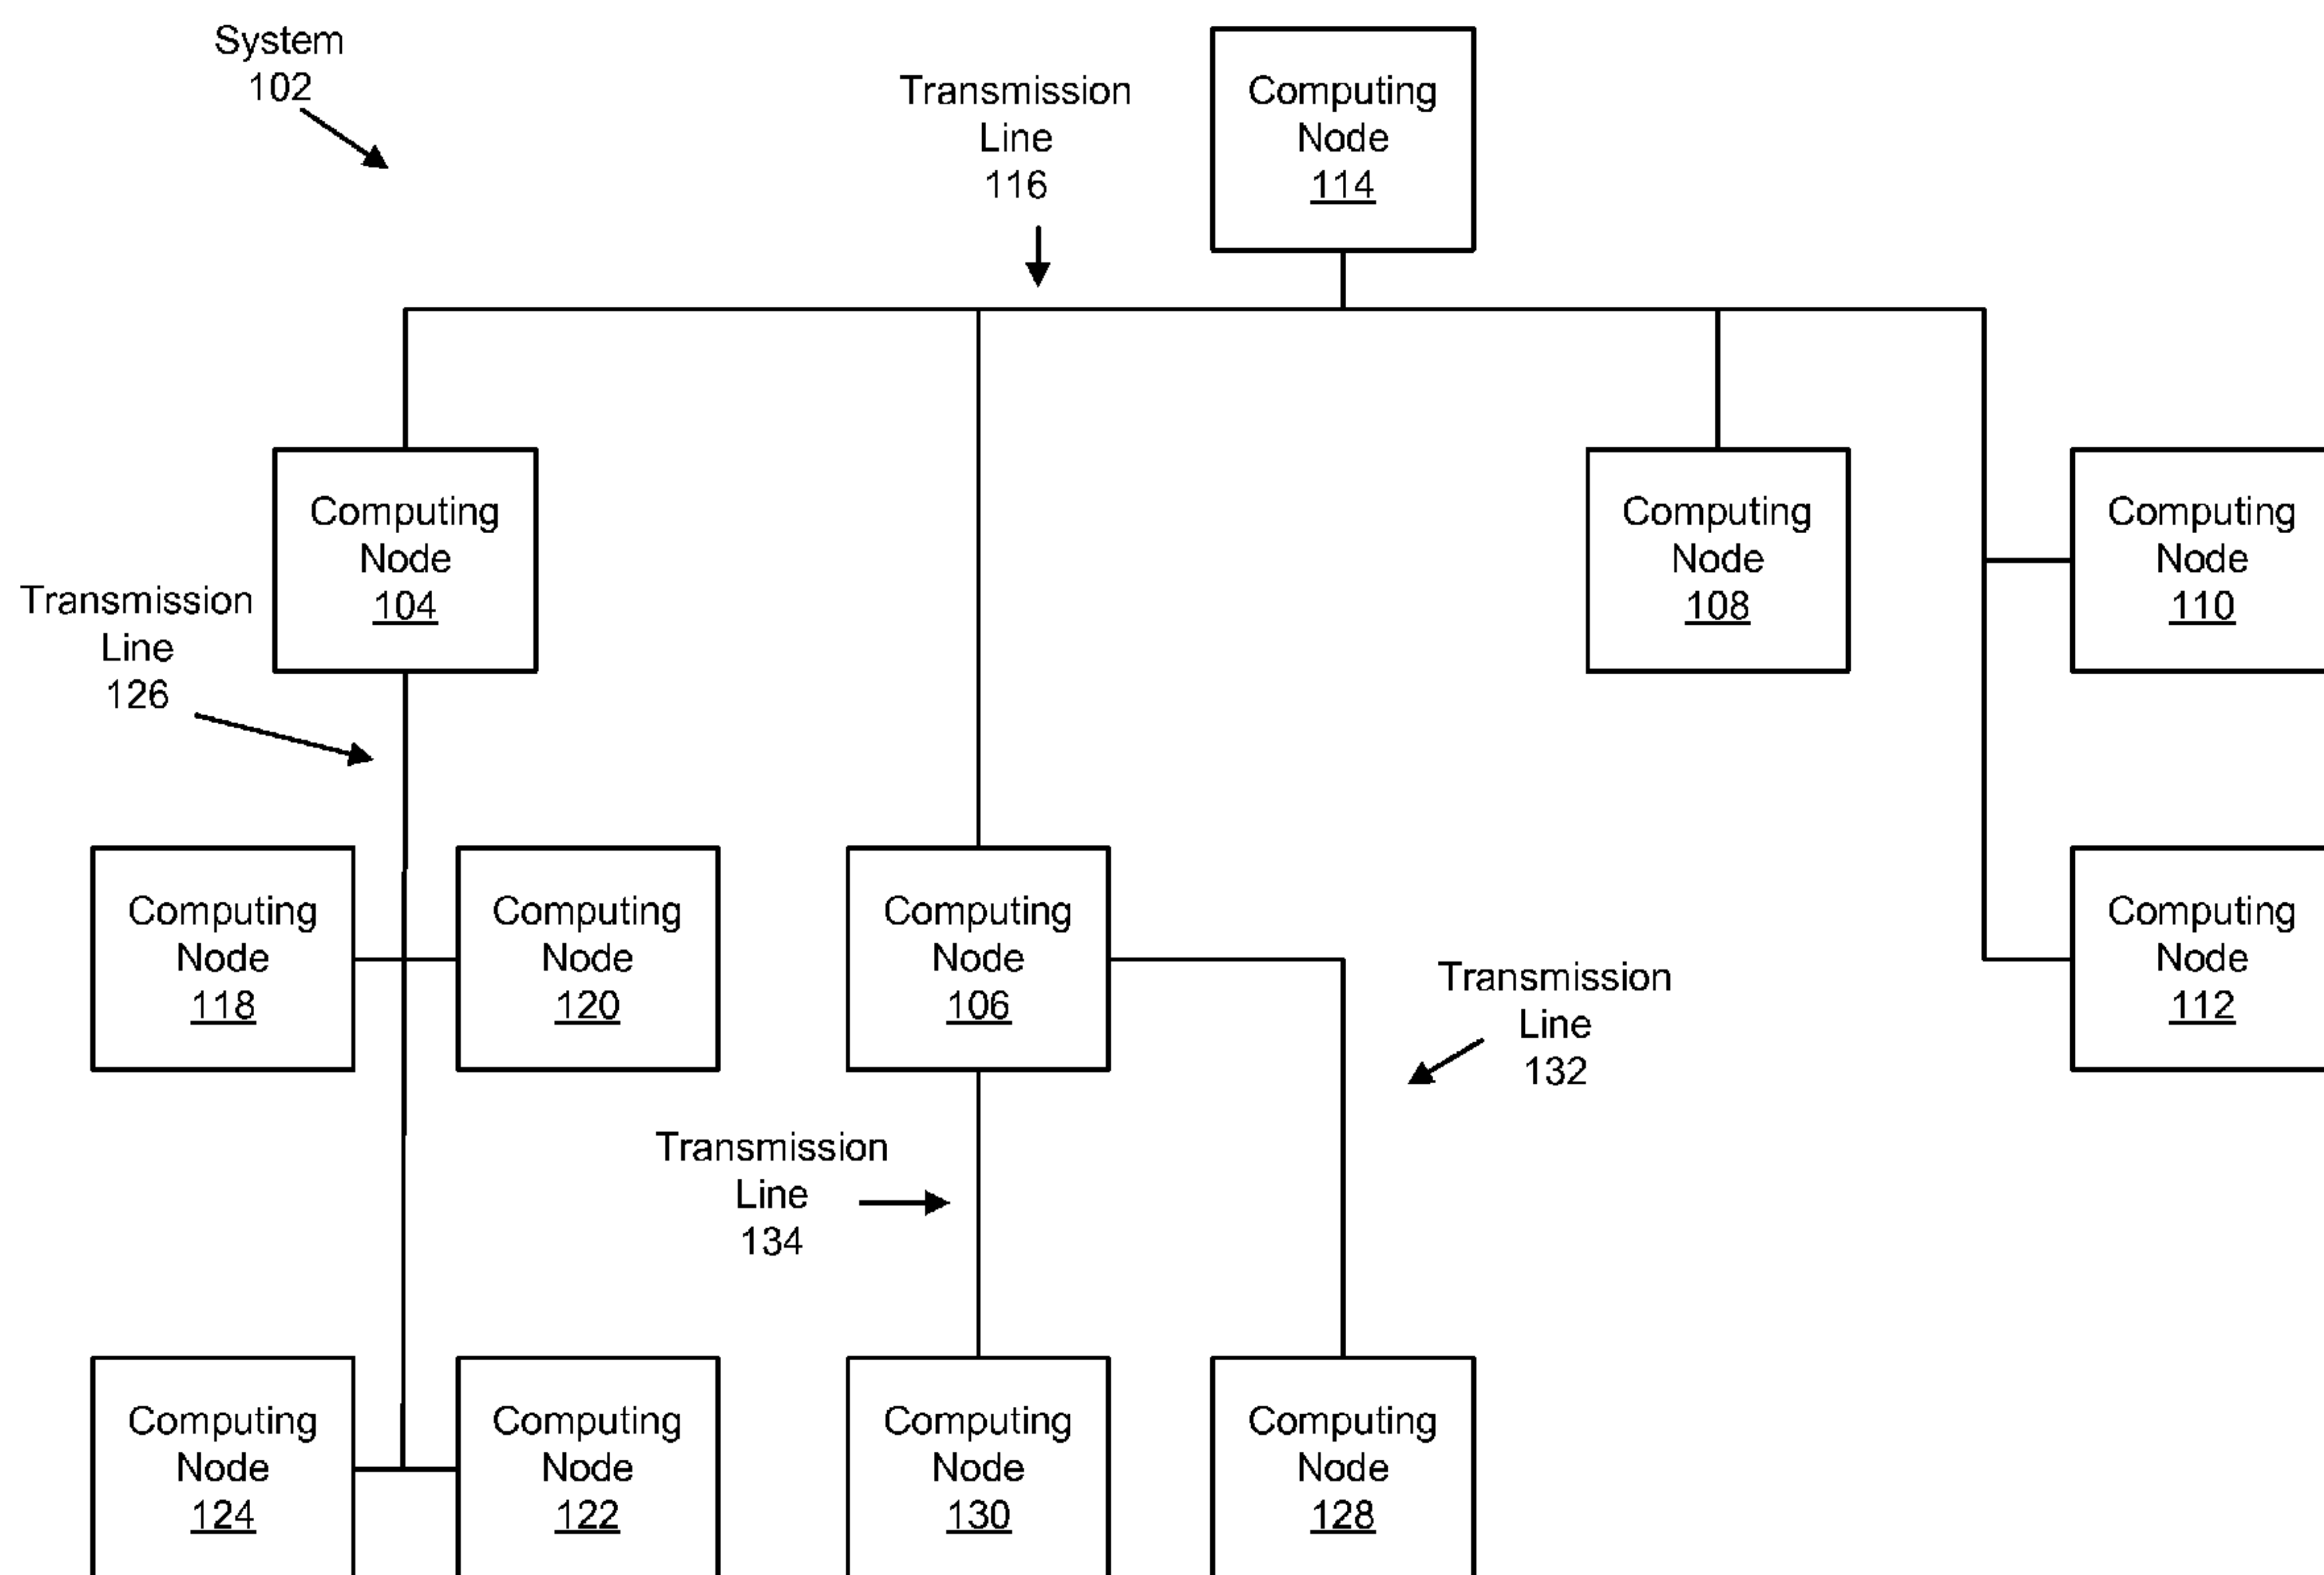 System
102
Transmission
Line
116
Computing
Node
114
Computing
Node
104
Computing
Node
108
Computing
Node
110
Transmission
Line
126
Computing
Node
118
Computing
Node
120
Computing
Node
106
Transmission
Line
132
Computing
Node
112
Transmission
Line
134
Computing
Node
124
Computing
Node
122
Computing
Node
130
Computing
Node
128